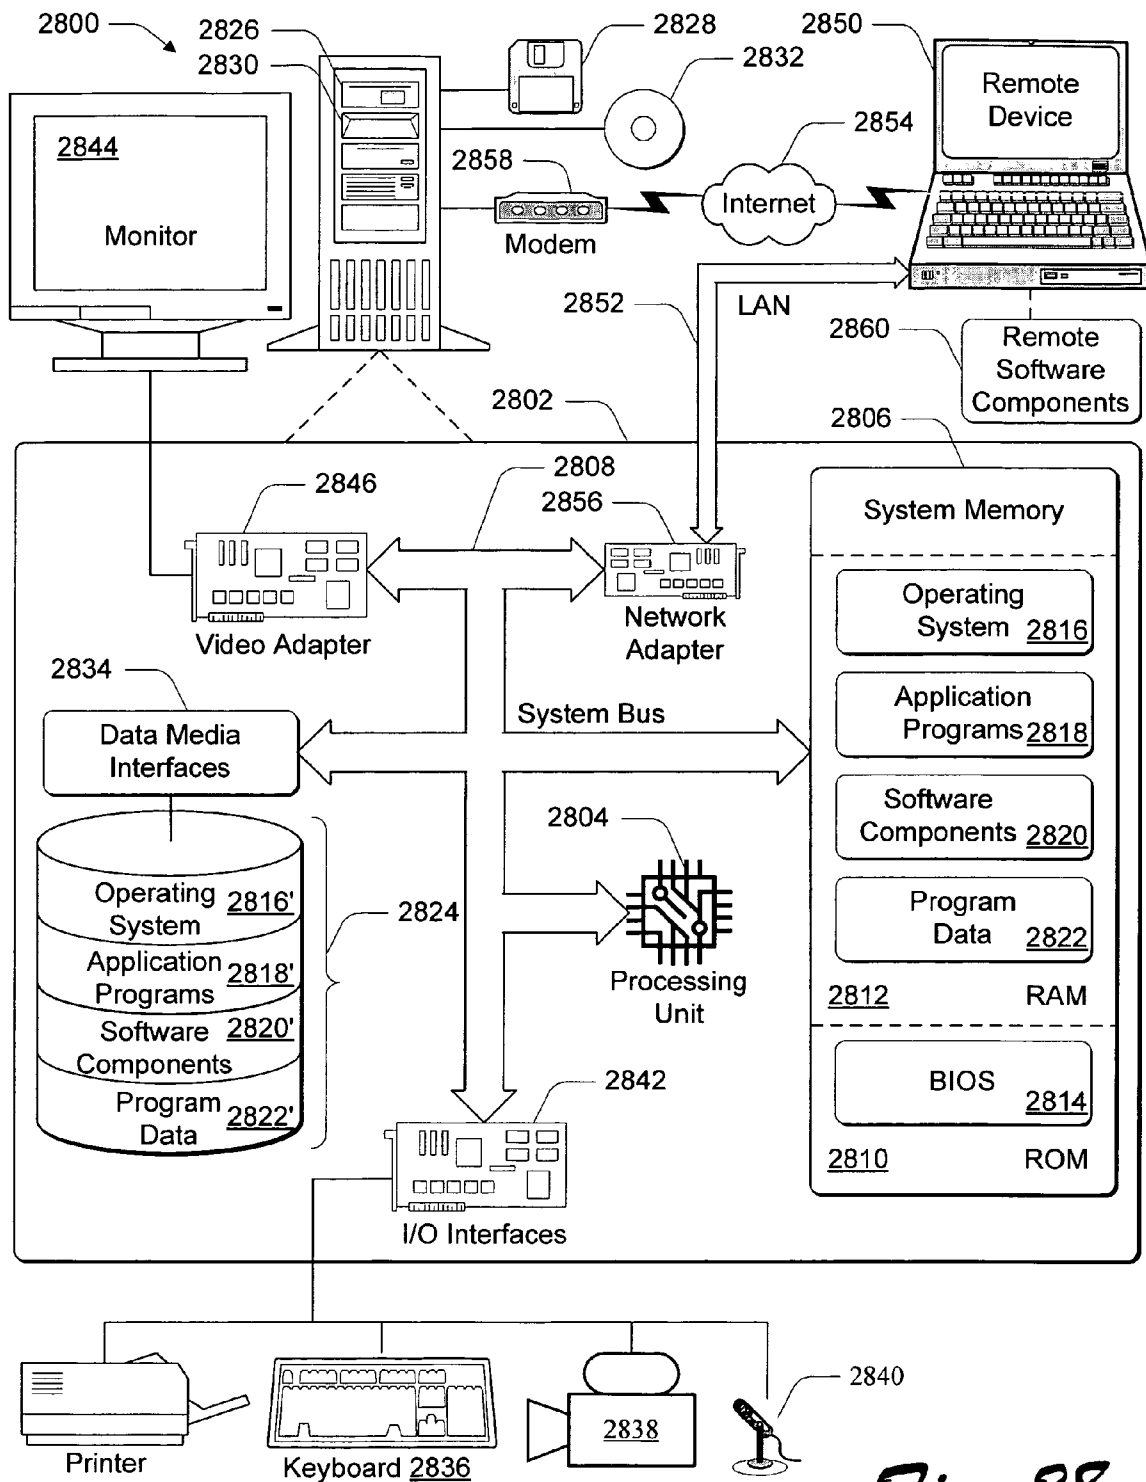 2800
2826
2830
2828
2832
2850
Remote
Device
2844
Monitor
2858
Modem
2854
Internet
2852
LAN
2860
Remote
Software
Components
2802
2806
2846
2808
2856
Video Adapter
Network
Adapter
System Memory
Operating
System 2816
Application
Programs 2818
Software
Components 2820
Program
Data 2822
2812 RAM
BIOS 2814
2810 ROM
2834
Data Media
Interfaces
System Bus
2804
Processing
Unit
Operating
System 2816'
Application
Programs 2818'
Software
Components 2820'
Program
Data 2822'
2824
2842
I/O Interfaces
Printer
Keyboard 2836
2838
2840